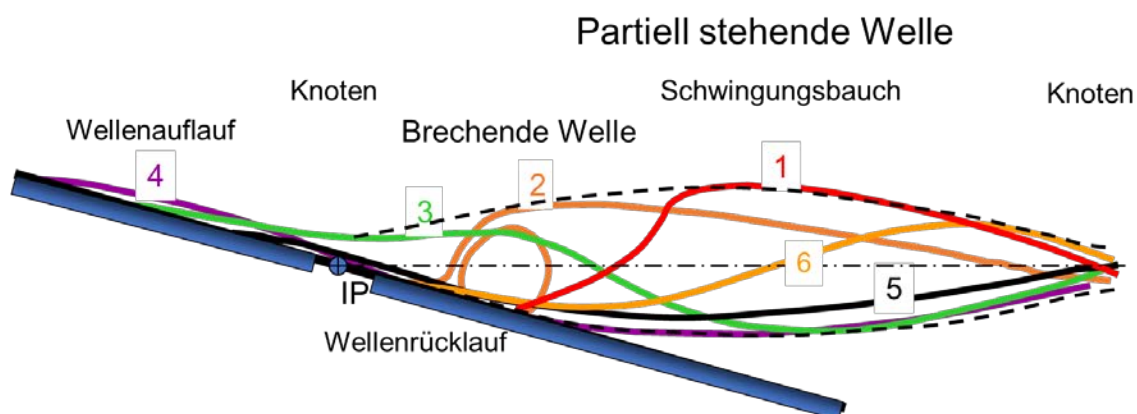 Partiell stehende Welle
Knoten
Schwingungsbauch
Knoten
Wellenauflauf
Brechende Welle
4
2
1
3
6
5
IP
Wellenrücklauf